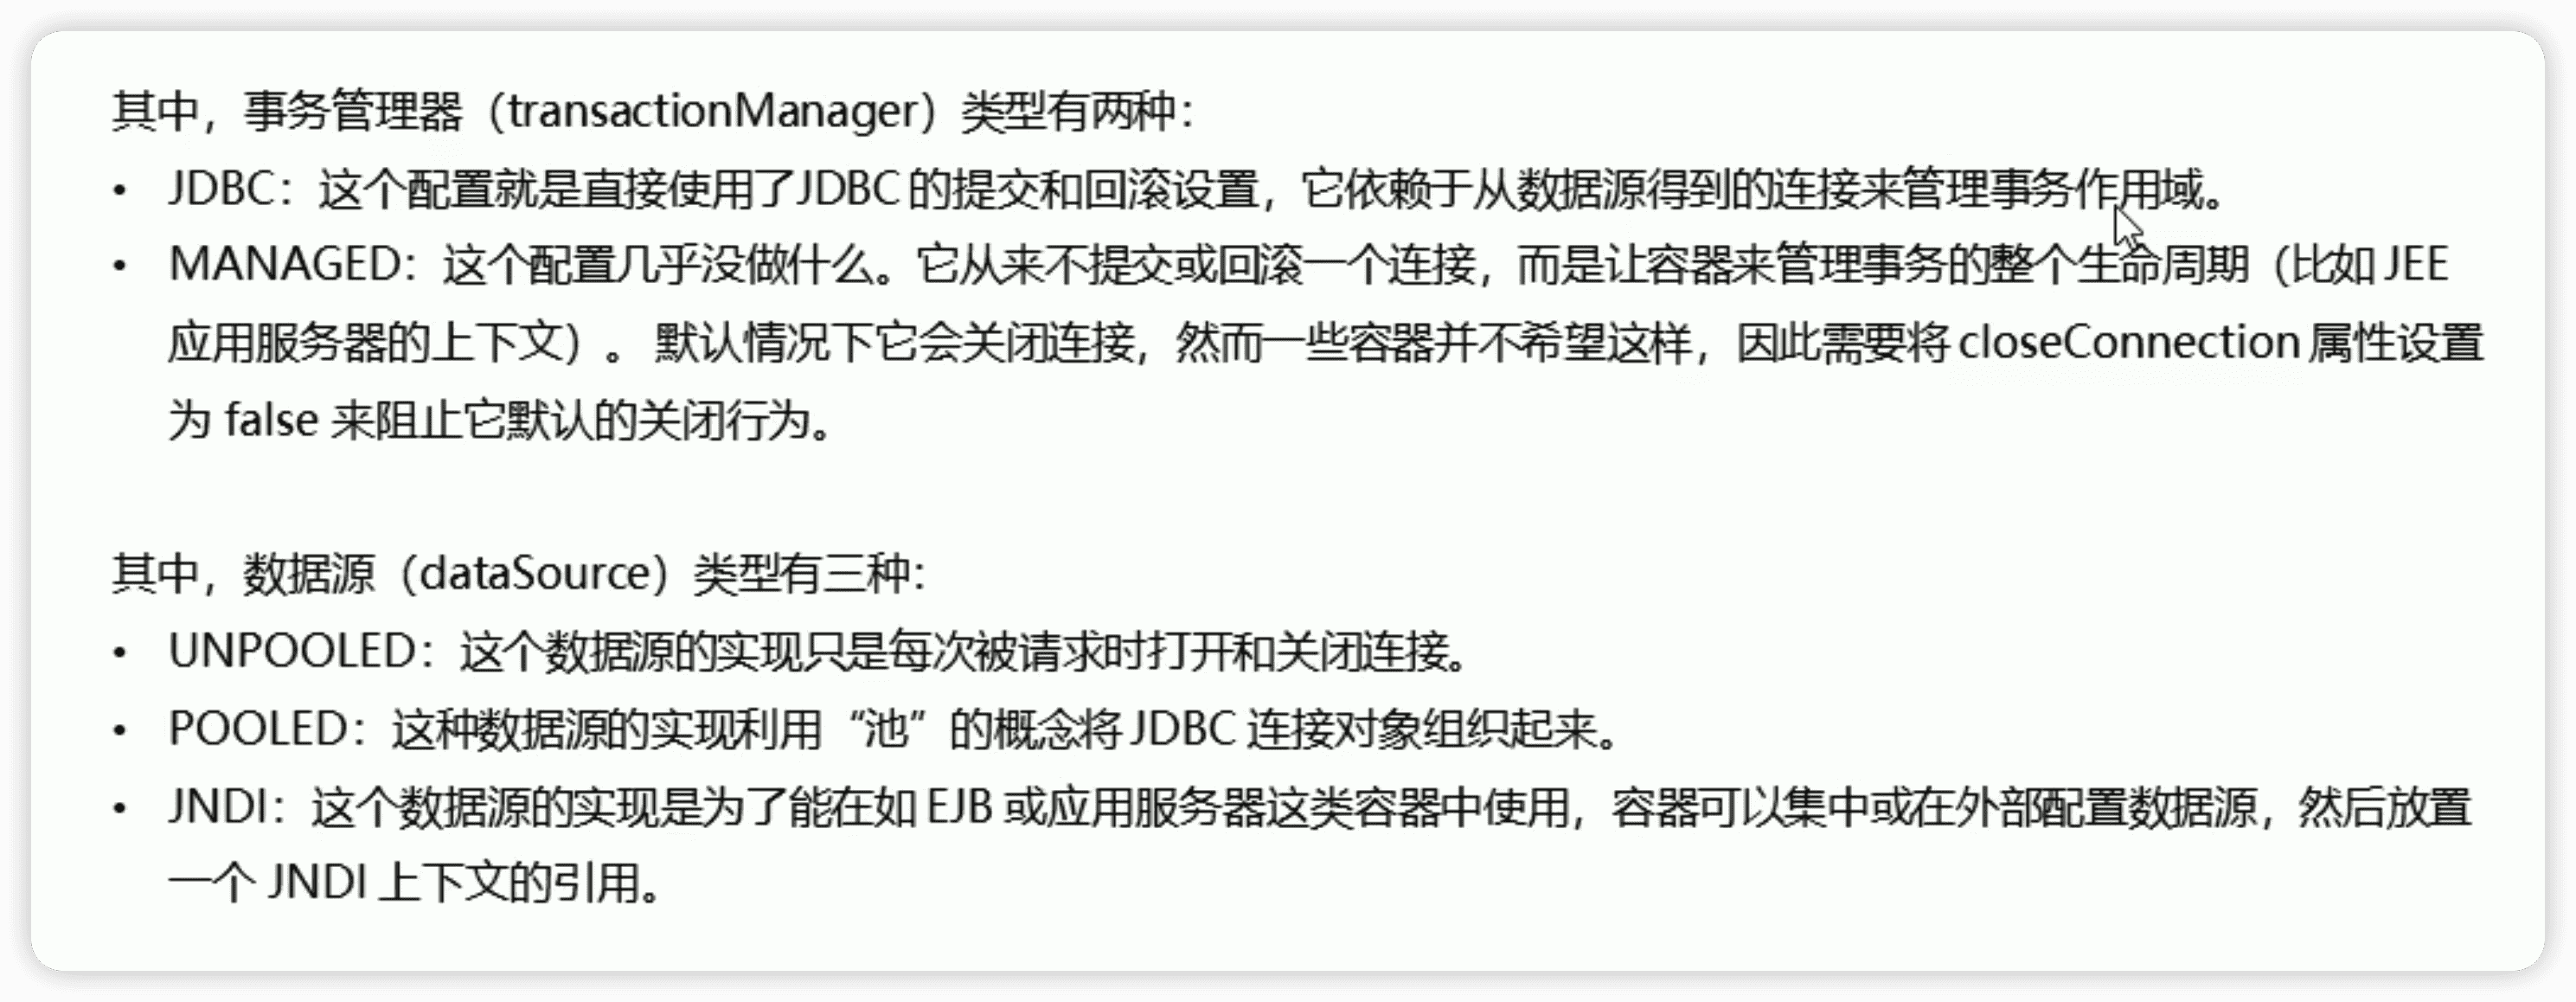 其中，事务管理器（transactionManager）类型有两种：
• JDBC：这个配置就是直接使用了JDBC 的提交和回滚设置，它依赖于从数据源得到的连接来管理事务作用域。
• MANAGED：这个配置几乎没做什么。它从来不提交或回滚一个连接，而是让容器来管理事务的整个生命周期（比如 JEE
应用服务器的上下文）。 默认情况下它会关闭连接，然而一些容器并不希望这样，因此需要将 closeConnection 属性设置
为 false 来阻止它默认的关闭行为。
其中，数据源（dataSource）类型有三种：
• UNPOOLED：这个数据源的实现只是每次被请求时打开和关闭连接。
• POOLED：这种数据源的实现利用“池”的概念将 JDBC 连接对象组织起来。
• JNDI：这个数据源的实现是为了能在如 EJB 或应用服务器这类容器中使用，容器可以集中或在外部配置数据源，然后放置
一个 JNDI 上下文的引用。